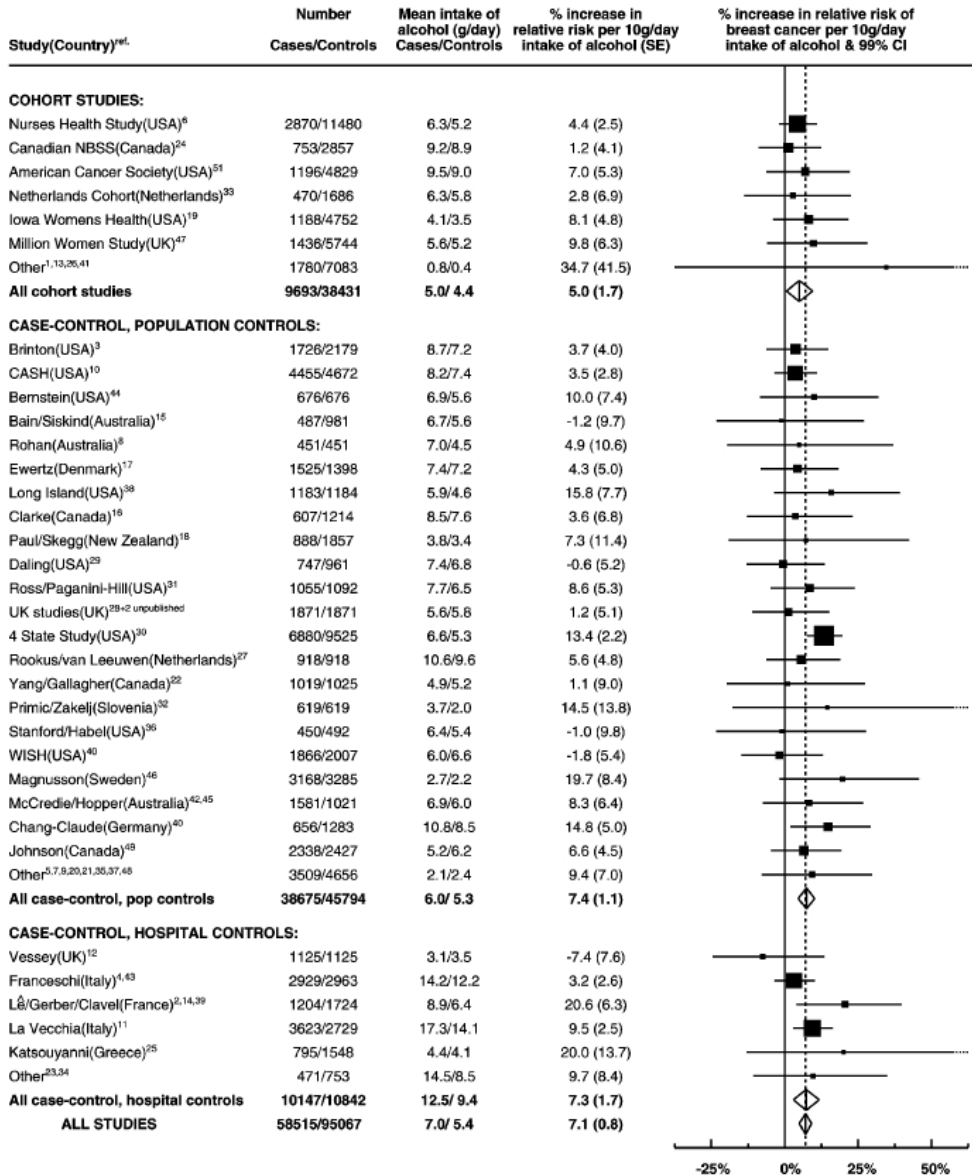 Number Mean intake of % increase in % increase in relative risk of
alcohol (g/day) relative risk per 10g/day breast cancer per 10g/day
Study(Country)ref. Cases/Controls Cases/Controls intake of alcohol (SE) intake of alcohol & 99% CI
COHORT STUDIES:
Nurses Health Study(USA)6 2870/11480 6.3/5.2 4.4 (2.5)
Canadian NBSS(Canada)24 753/2857 9.2/8.9 1.2 (4.1)
American Cancer Society(USA)51 1196/4829 9.5/9.0 7.0 (5.3)
Netherlands Cohort(Netherlands)33 470/1686 6.3/5.8 2.8 (6.9)
Iowa Womens Health(USA)19 1188/4752 4.1/3.5 8.1 (4.8)
Million Women Study(UK)47 1436/5744 5.6/5.2 9.8 (6.3)
Other1,13,26,41 1780/7083 0.8/0.4 34.7 (41.5)
All cohort studies 9693/38431 5.0/ 4.4 5.0 (1.7)
CASE-CONTROL, POPULATION CONTROLS:
Brinton(USA)3 1726/2179 8.7/7.2 3.7 (4.0)
CASH(USA)10 4455/4672 8.2/7.4 3.5 (2.8)
Bernstein(USA)44 676/676 6.9/5.6 10.0 (7.4)
Bain/Siskind(Australia)15 487/981 6.7/5.6 -1.2 (9.7)
Rohan(Australia)8 451/451 7.0/4.5 4.9 (10.6)
Ewertz(Denmark)17 1525/1398 7.4/7.2 4.3 (5.0)
Long Island(USA)38 1183/1184 5.9/4.6 15.8 (7.7)
Clarke(Canada)16 607/1214 8.5/7.6 3.6 (6.8)
Paul/Skegg(New Zealand)18 888/1857 3.8/3.4 7.3 (11.4)
Daling(USA)29 747/961 7.4/6.8 -0.6 (5.2)
Ross/Paganini-Hill(USA)31 1055/1092 7.7/6.5 8.6 (5.3)
UK studies(UK)28+2 unpublished 1871/1871 5.6/5.8 1.2 (5.1)
4 State Study(USA)30 6880/9525 6.6/5.3 13.4 (2.2)
Rookus/van Leeuwen(Netherlands)27 918/918 10.6/9.6 5.6 (4.8)
Yang/Gallagher(Canada)22 1019/1025 4.9/5.2 1.1 (9.0)
Primic/Zakelj(Slovenia)32 619/619 3.7/2.0 14.5 (13.8)
Stanford/Habel(USA)36 450/492 6.4/5.4 -1.0 (9.8)
WISH(USA)40 1866/2007 6.0/6.6 -1.8 (5.4)
Magnusson(Sweden)46 3168/3285 2.7/2.2 19.7 (8.4)
McCredie/Hopper(Australia)42,45 1581/1021 6.9/6.0 8.3 (6.4)
Chang-Claude(Germany)40 656/1283 10.8/8.5 14.8 (5.0)
Johnson(Canada)49 2338/2427 5.2/6.2 6.6 (4.5)
Other5,7,9,20,21,35,37,48 3509/4656 2.1/2.4 9.4 (7.0)
All case-control, pop controls 38675/45794 6.0/ 5.3 7.4 (1.1)
CASE-CONTROL, HOSPITAL CONTROLS:
Vessey(UK)12 1125/1125 3.1/3.5 -7.4 (7.6)
Franceschi(Italy)4,43 2929/2963 14.2/12.2 3.2 (2.6)
Lê/Gerber/Clavel(France)2,14,39 1204/1724 8.9/6.4 20.6 (6.3)
La Vecchia(Italy)11 3623/2729 17.3/14.1 9.5 (2.5)
Katsouyanni(Greece)25 795/1548 4.4/4.1 20.0 (13.7)
Other23,34 471/753 14.5/8.5 9.7 (8.4)
All case-control, hospital controls 10147/10842 12.5/ 9.4 7.3 (1.7)
ALL STUDIES 58515/95067 7.0/ 5.4 7.1 (0.8)
-25% 0% 25% 50%